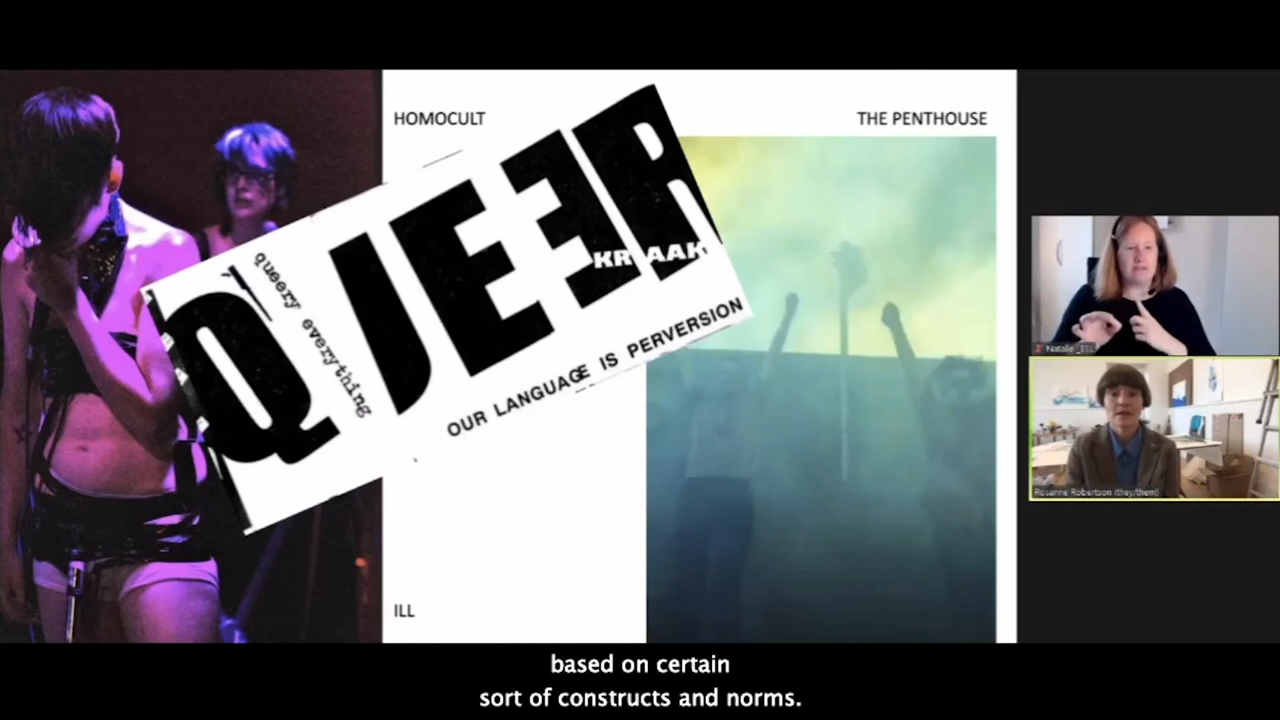 HOMOCULT
THE PENTHOUSE
QUEER
KRAAK
queery everything
OUR LANGUAGE IS PERVERSION
ILL
Natalie_BSL
Rosanne Robertson (they/them)
based on certain
sort of constructs and norms.